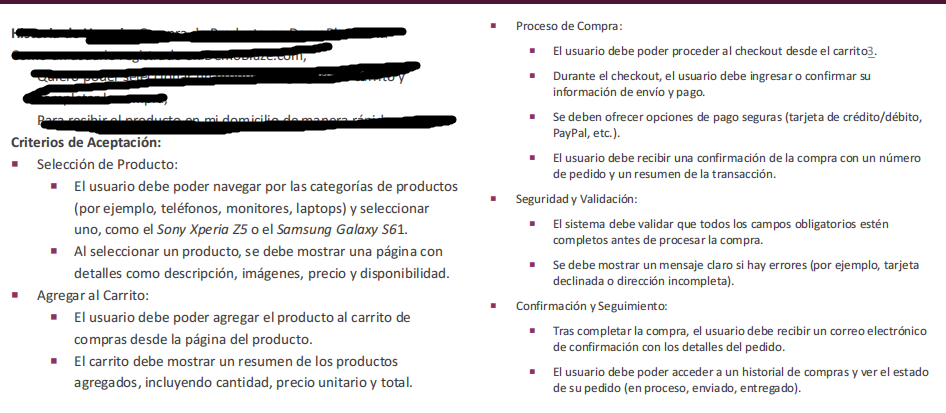 Criterios de Aceptación:
Selección de Producto:
El usuario debe poder navegar por las categorías de productos
(por ejemplo, teléfonos, monitores, laptops) y seleccionar
uno, como el Sony Xperia Z5 o el Samsung Galaxy S61.
Al seleccionar un producto, se debe mostrar una página con
detalles como descripción, imágenes, precio y disponibilidad.
Agregar al Carrito:
El usuario debe poder agregar el producto al carrito de
compras desde la página del producto.
El carrito debe mostrar un resumen de los productos
agregados, incluyendo cantidad, precio unitario y total.
Proceso de Compra:
El usuario debe poder proceder al checkout desde el carrito3.
Durante el checkout, el usuario debe ingresar o confirmar su
información de envío y pago.
Se deben ofrecer opciones de pago seguras (tarjeta de crédito/débito,
PayPal, etc.).
El usuario debe recibir una confirmación de la compra con un número
de pedido y un resumen de la transacción.
Seguridad y Validación:
El sistema debe validar que todos los campos obligatorios estén
completos antes de procesar la compra.
Se debe mostrar un mensaje claro si hay errores (por ejemplo, tarjeta
declinada o dirección incompleta).
Confirmación y Seguimiento:
Tras completar la compra, el usuario debe recibir un correo electrónico
de confirmación con los detalles del pedido.
El usuario debe poder acceder a un historial de compras y ver el estado
de su pedido (en proceso, enviado, entregado).